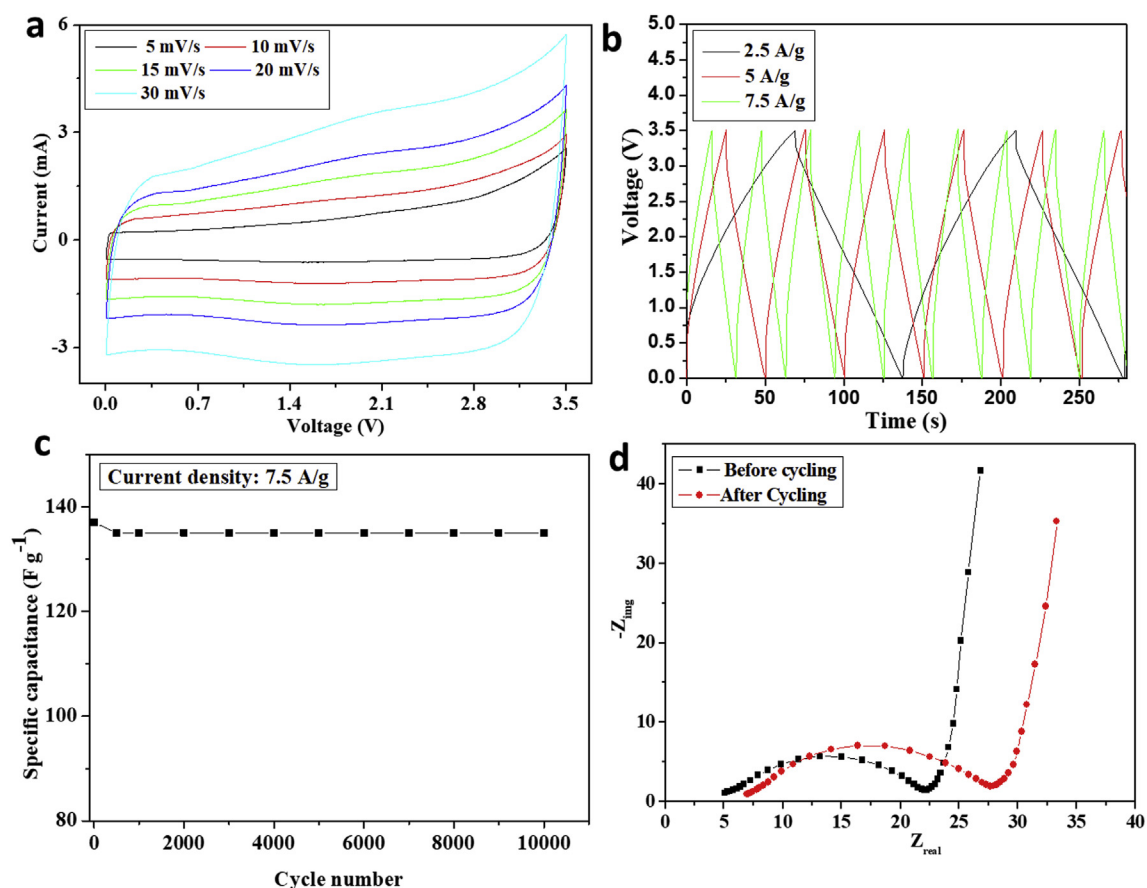 a
5 mV/s 10 mV/s
15 mV/s 20 mV/s
30 mV/s
6
3
0
-3
Current (mA)
0.0 0.7 1.4 2.1 2.8 3.5
Voltage (V)
b
2.5 A/g
5 A/g
7.5 A/g
5.0
4.5
4.0
3.5
3.0
2.5
2.0
1.5
1.0
0.5
0.0
Voltage (V)
0 50 100 150 200 250
Time (s)
c
Current density: 7.5 A/g
140
120
100
80
Specific capacitance (F g-1)
0 2000 4000 6000 8000 10000
Cycle number
d
Before cycling
After Cycling
40
30
20
10
0
-Zimg
0 5 10 15 20 25 30 35 40
Zreal